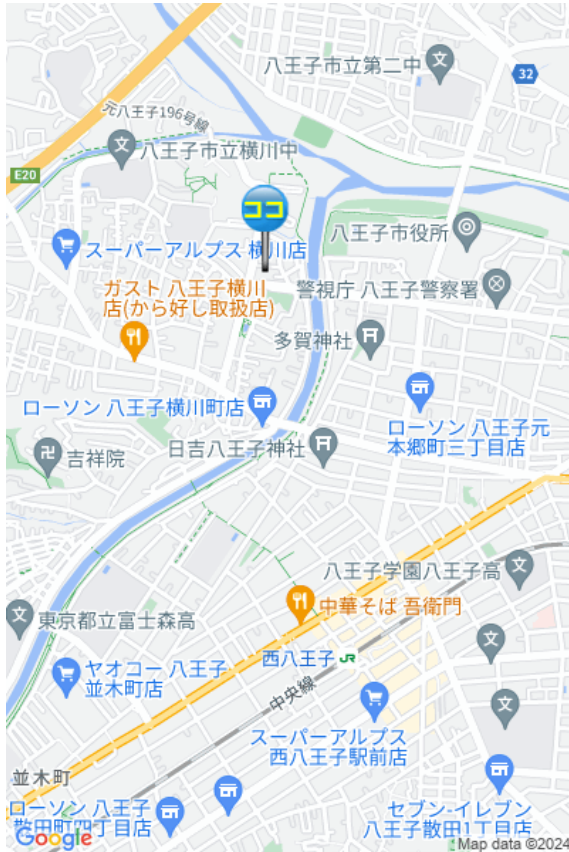 八王子市立第二中
32
元八王子196号線
八王子市立横川中
E20
ココ
八王子市役所
スーパーアルプス 横川店
ガスト 八王子横川
店(から好し取扱店)
警視庁 八王子警察署
多賀神社
ローソン 八王子横川町店
ローソン 八王子元
本郷町三丁目店
日吉八王子神社
吉祥院
八王子学園八王子高
中華そば 吾衛門
東京都立富士森高
西八王子
JR
ヤオコー 八王子
並木町店
中央線
スーパーアルプス
西八王子駅前店
並木町
ローソン 八王子
散田町四丁目店
セブン-イレブン
八王子散田1丁目店
Google
Map data ©2024